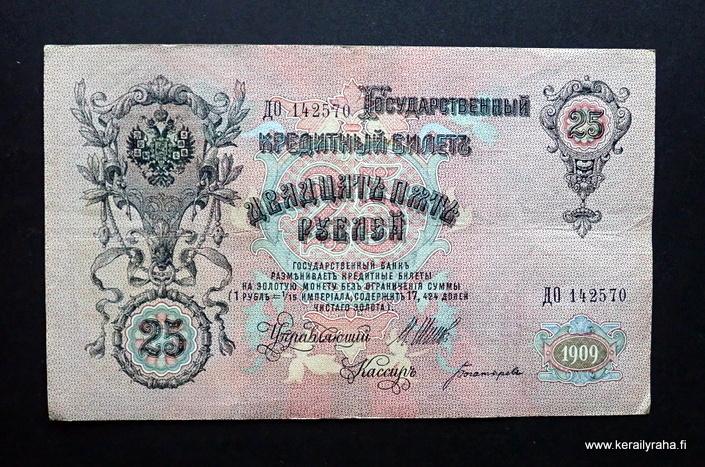 ДО 142570 Государственный
Кредитный Билетъ
25
Двадцать пять
рублей
25
ГОСУДАРСТВЕННЫЙ БАНКЪ
РАЗМѢНИВАЕТЪ КРЕДИТНЫЕ БИЛЕТЫ
НА ЗОЛОТУЮ МОНЕТУ БЕЗЪ ОГРАНИЧЕНІЯ СУММЫ
(1 РУБЛЬ = 1/15 ИМПЕРІАЛА, СОДЕРЖИТЪ 17, 424 ДОЛЕЙ
ЧИСТАГО ЗОЛОТА).
ДО 142570
25
Управляющій
Кассиръ
1909
www.kerailyraha.fi